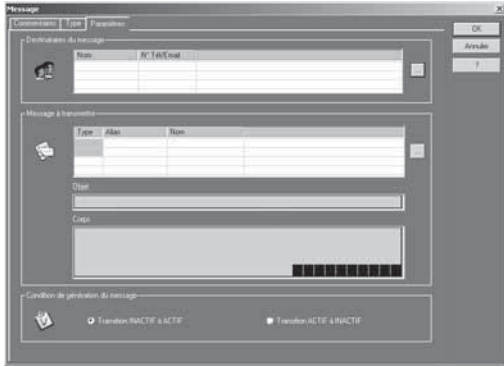 Message
Commentaires Type Paramètres
OK
Annuler
?
Destinataires du message
Nom N° Tél/Email
...
Message à transmettre
Type Alias Nom
...
Objet
Corps
Condition de génération du message
Transition INACTIF à ACTIF Transition ACTIF à INACTIF